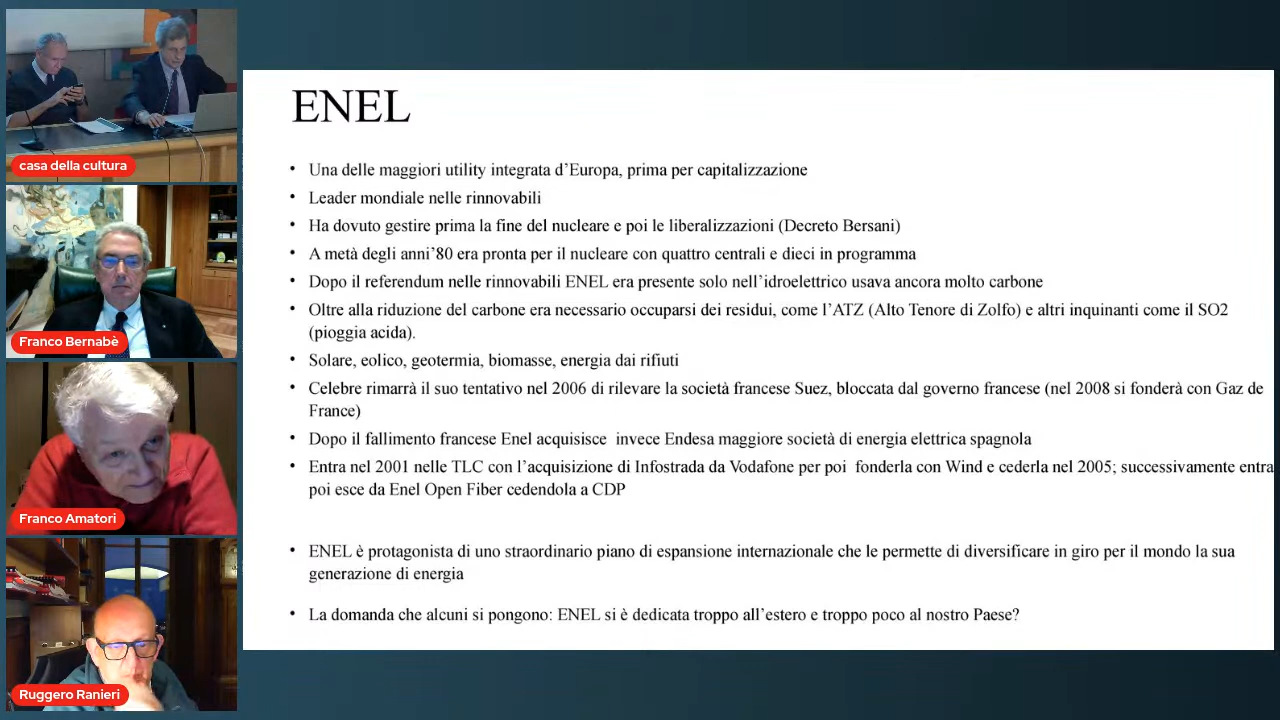 casa della cultura
Franco Bernabè
Franco Amatori
Ruggero Ranieri
ENEL
• Una delle maggiori utility integrata d’Europa, prima per capitalizzazione
• Leader mondiale nelle rinnovabili
• Ha dovuto gestire prima la fine del nucleare e poi le liberalizzazioni (Decreto Bersani)
• A metà degli anni’80 era pronta per il nucleare con quattro centrali e dieci in programma
• Dopo il referendum nelle rinnovabili ENEL era presente solo nell’idroelettrico usava ancora molto carbone
• Oltre alla riduzione del carbone era necessario occuparsi dei residui, come l’ATZ (Alto Tenore di Zolfo) e altri inquinanti come il SO2
(pioggia acida).
• Solare, eolico, geotermia, biomasse, energia dai rifiuti
• Celebre rimarrà il suo tentativo nel 2006 di rilevare la società francese Suez, bloccata dal governo francese (nel 2008 si fonderà con Gaz de
France)
• Dopo il fallimento francese Enel acquisisce invece Endesa maggiore società di energia elettrica spagnola
• Entra nel 2001 nelle TLC con l’acquisizione di Infostrada da Vodafone per poi fonderla con Wind e cederla nel 2005; successivamente entra
poi esce da Enel Open Fiber cedendola a CDP
• ENEL è protagonista di uno straordinario piano di espansione internazionale che le permette di diversificare in giro per il mondo la sua
generazione di energia
• La domanda che alcuni si pongono: ENEL si è dedicata troppo all’estero e troppo poco al nostro Paese?